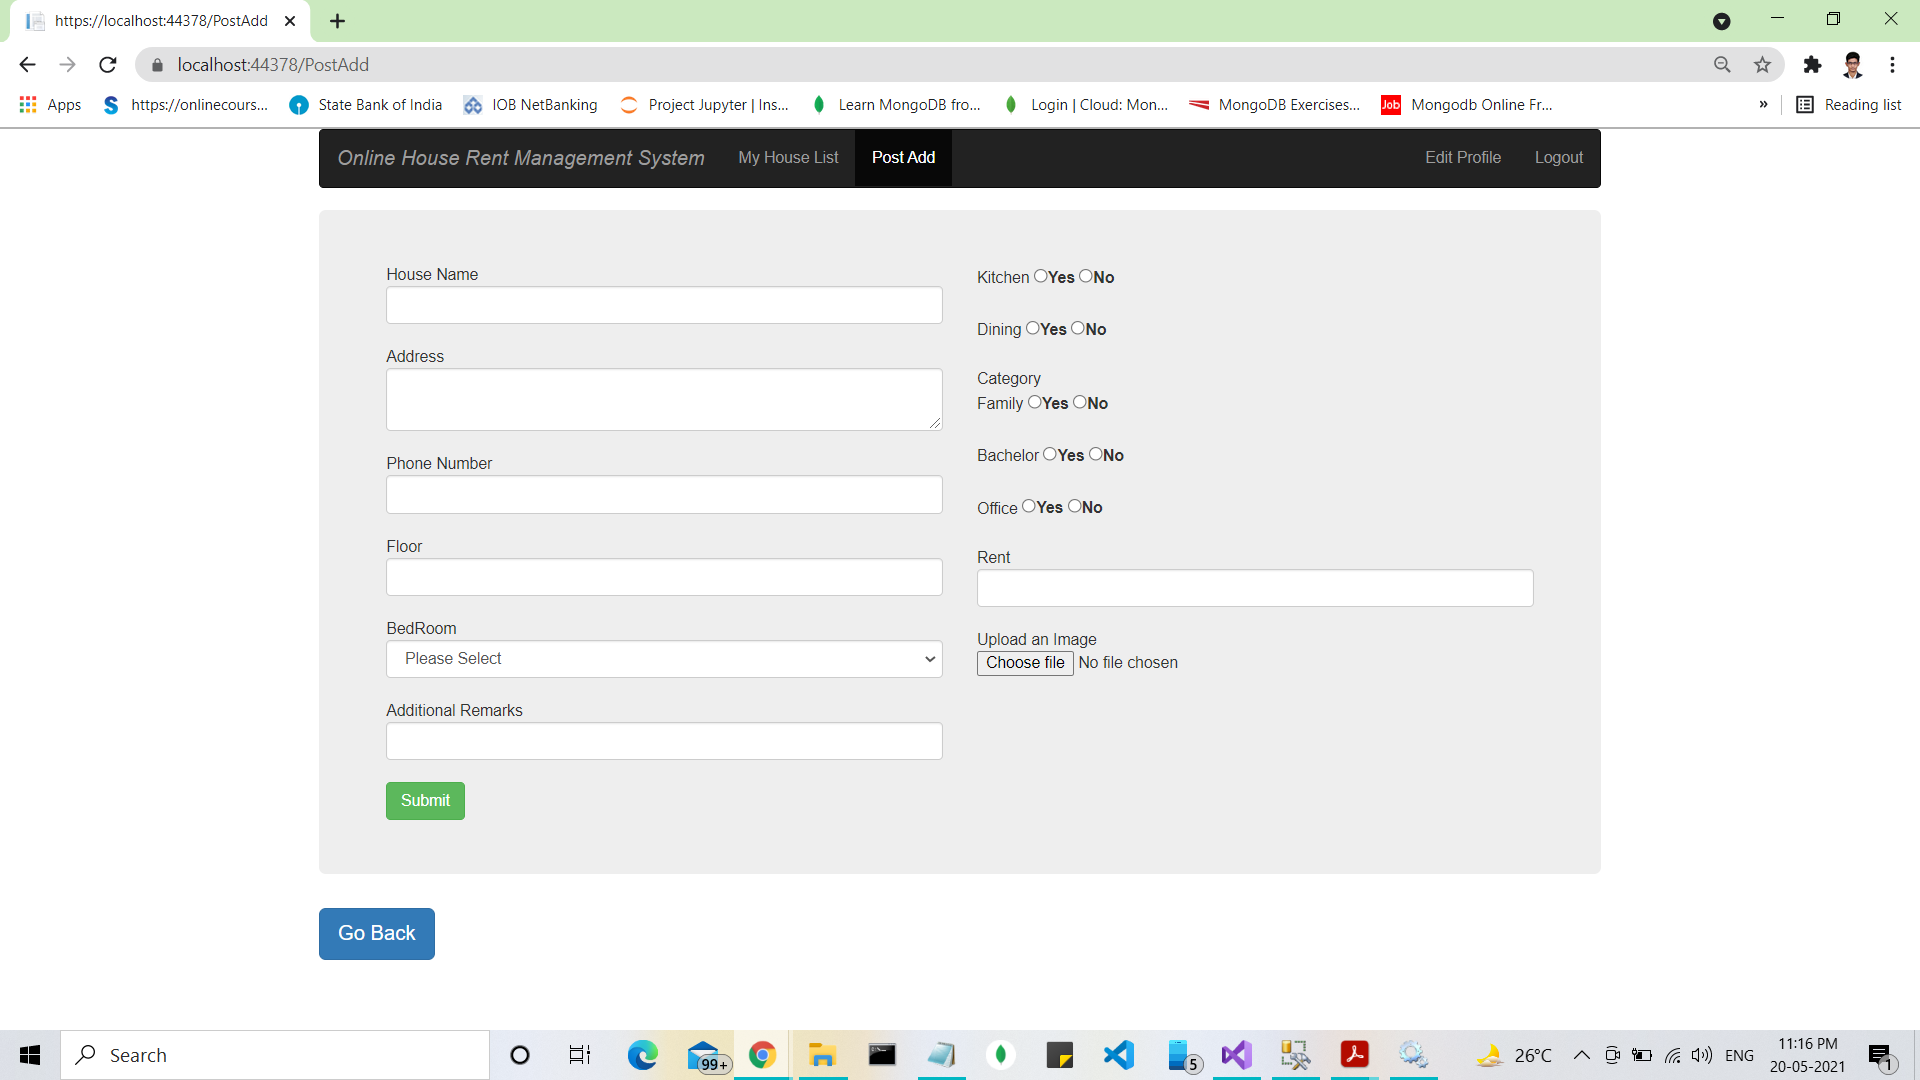 https://localhost:44378/PostAdd
localhost:44378/PostAdd
Apps
https://onlinecours...
State Bank of India
IOB NetBanking
Project Jupyter | Ins...
Learn MongoDB fro...
Login | Cloud: Mon...
MongoDB Exercises...
Job
Mongodb Online Fr...
»
Reading list
Online House Rent Management System
My House List
Post Add
Edit Profile
Logout
House Name
Address
Phone Number
Floor
BedRoom
Please Select
Additional Remarks
Submit
Kitchen Yes No
Dining Yes No
Category
Family Yes No
Bachelor Yes No
Office Yes No
Rent
Upload an Image
Choose file No file chosen
Go Back
Search
99+
5
26°C
ENG
11:16 PM
20-05-2021
1